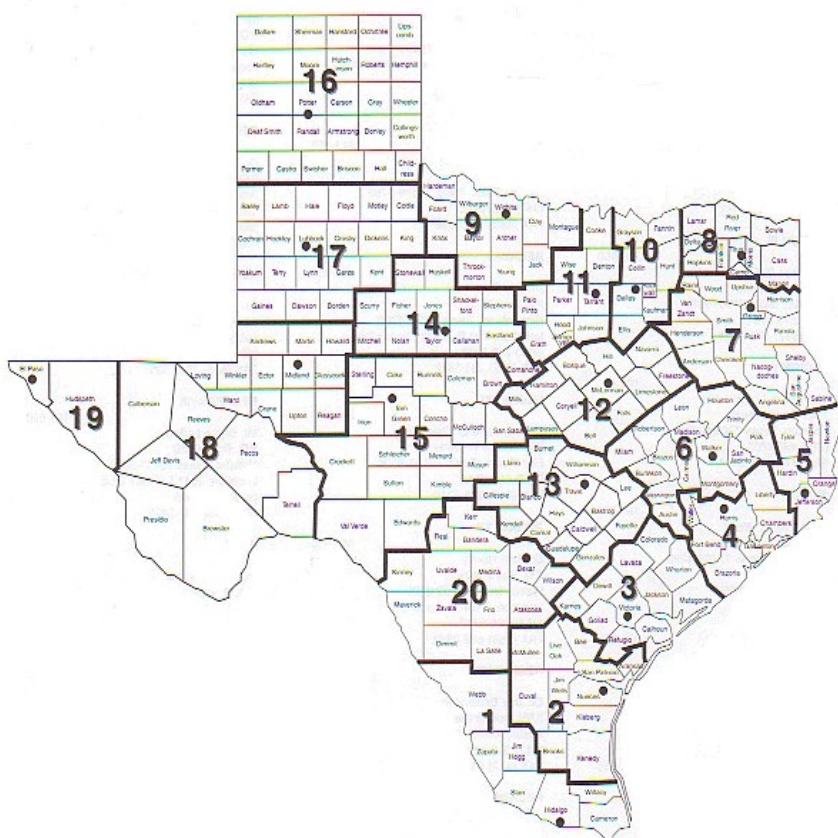 Dallam Sherman Hansford Ochiltree Lipscomb
Hartley Moore Hutchinson Roberts Hemphill
16
Oldham Potter Carson Gray Wheeler
Deaf Smith Randall Armstrong Donley Collingsworth
Parmer Castro Swisher Briscoe Hall Childress
Hardeman
Bailey Lamb Hale Floyd Motley Cottle
Foard Wilbarger Wichita Clay Montague Cooke Grayson Fannin Lamar Red River Bowie
9 10 8
Cochran Hockley Lubbock Crosby Dickens King
Knox Baylor Archer Delta Hopkins Cass
17
Yoakum Terry Lynn Garza Kent
Stonewall Haskell Throckmorton Young Jack Wise Denton Collin Hunt
11
Gaines Dawson Borden
Scurry Fisher Jones Shackelford Stephens Palo Pinto Parker Tarrant Dallas Kaufman Van Zandt Wood Upshur Harrison
14 7
Mitchell Nolan Taylor Callahan Eastland Erath Hood Johnson Ellis Henderson Smith Rusk Panola
Andrews Martin Howard
Comanche Bosque Hill Navarro Freestone Anderson Cherokee Nacogdoches Shelby
El Paso Hudspeth Culberson Loving Winkler Ector Midland Glasscock
Sterling Coke Runnels Coleman Brown
Hamilton McLennan Limestone Leon Houston Angelina Sabine
Ward Crane Upton Reagan
19
Reeves
Irion Tom Green Concho McCulloch San Saba Mills Lampasas Coryell Bell Falls
12
Robertson Madison Trinity Polk Tyler Jasper Newton
18 15 6 5
Jeff Davis Pecos
Crockett Schleicher Menard Mason Llano Burnet Williamson Milam Brazos Walker San Jacinto Hardin
13
Presidio Brewster Terrell
Sutton Kimble Gillespie Blanco Travis Lee Burleson Grimes Montgomery Liberty Orange Jefferson
Val Verde Edwards Kerr Kendall Hays Bastrop Austin Harris Chambers
4
Real Bandera Comal Caldwell Fayette Colorado Fort Bend
Kinney Uvalde Medina Bexar Guadalupe Gonzales Lavaca Wharton Brazoria
20 3
Maverick Zavala Frio Atascosa Wilson Karnes Dewitt Jackson Matagorda
Goliad Victoria Calhoun
Dimmit La Salle McMullen Live Oak Bee Refugio
San Patricio
Webb Duval Jim Wells Nueces
1 2
Kleberg
Zapata Jim Hogg Brooks Kenedy
Starr Hidalgo Willacy
Cameron